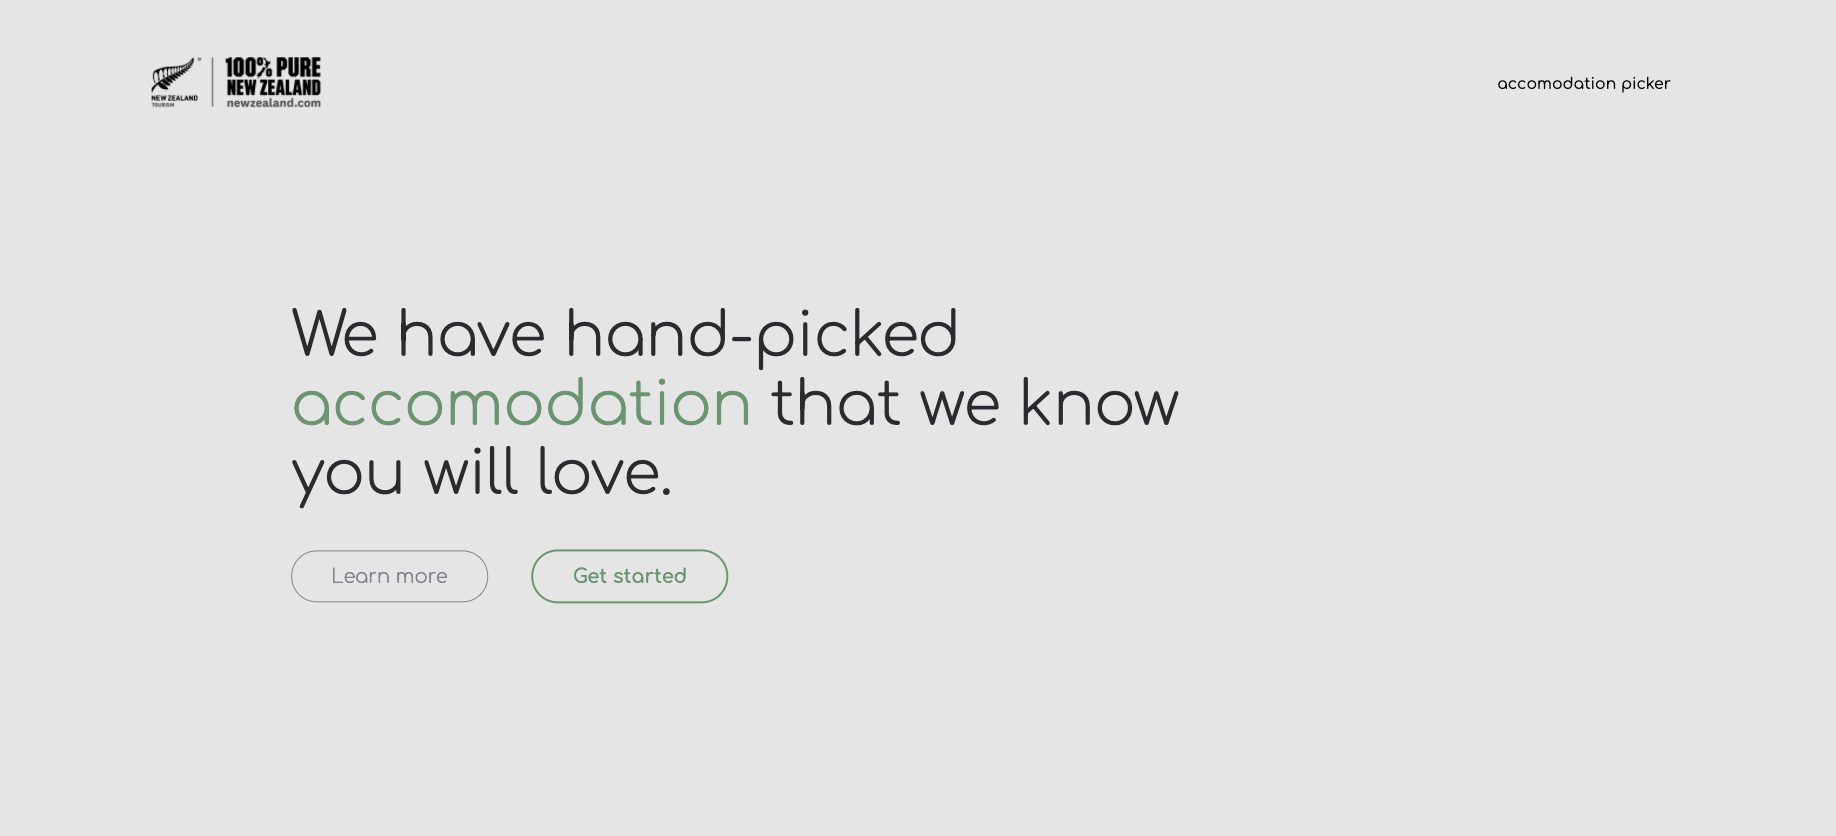 NEW ZEALAND
TOURISM
100% PURE
NEW ZEALAND
newzealand.com
accomodation picker
We have hand-picked
accomodation that we know
you will love.
Learn more
Get started